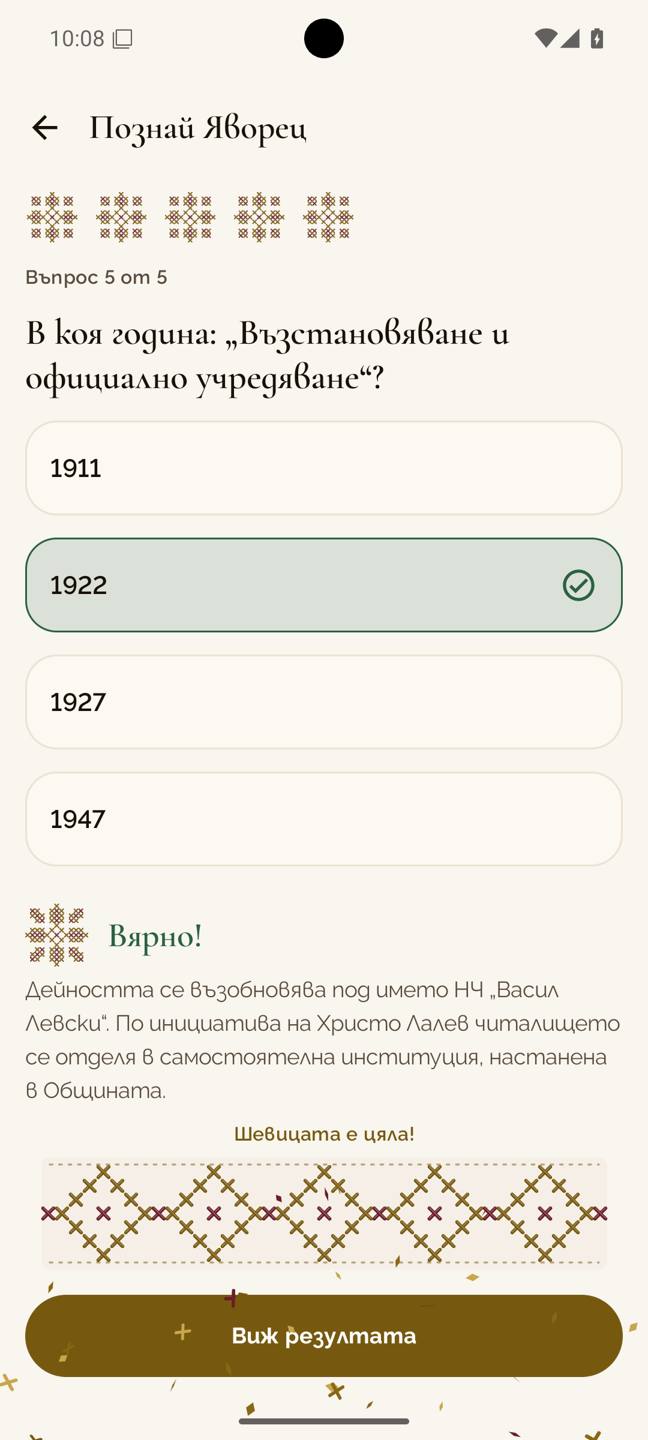 10:08
Познай Яворец
Въпрос 5 от 5
В коя година: „Възстановяване и
официално учредяване“?
1911
1922
1927
1947
Вярно!
Дейността се възобновява под името НЧ „Васил
Левски“. По инициатива на Христо Лалев читалището
се отделя в самостоятелна институция, настанена
в Общината.
Шевицата е цяла!
Виж резултата